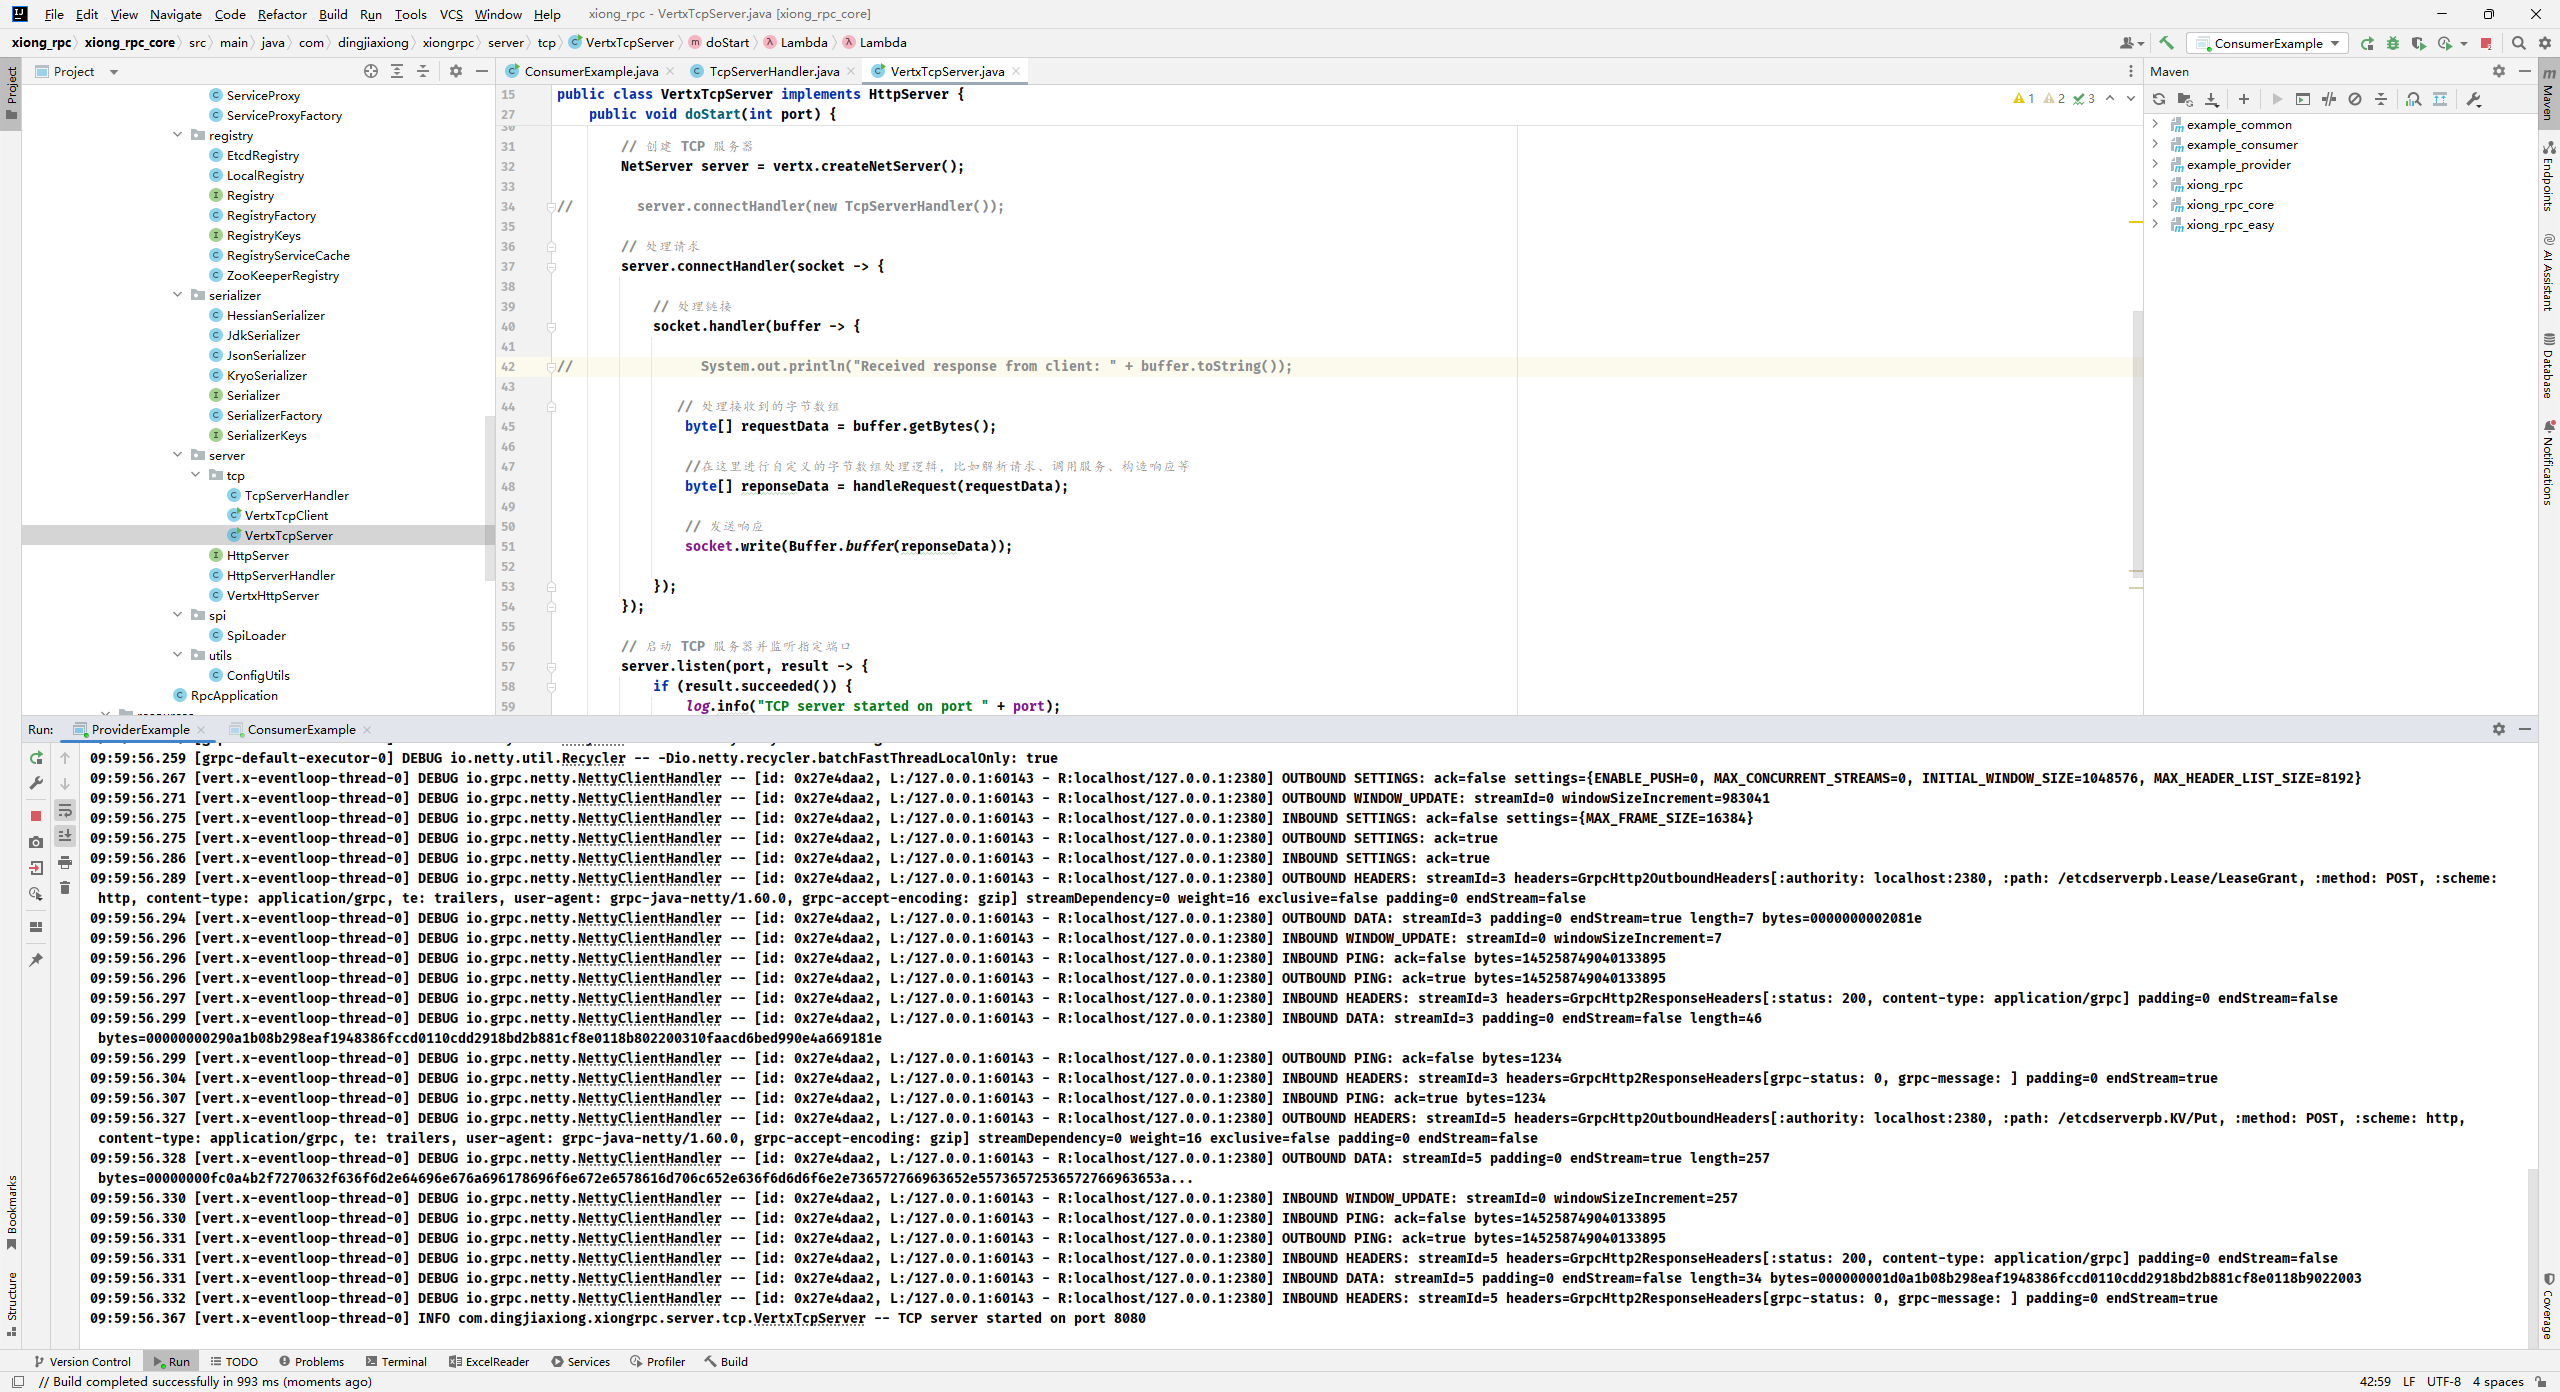 File Edit View Navigate Code Refactor Build Run Tools VCS Window Help xiong_rpc - VertxTcpServer.java [xiong_rpc_core]
xiong_rpc xiong_rpc_core src main java com dingjiaxiong xiongrpc server tcp VertxTcpServer doStart Lambda Lambda
ConsumerExample
Project
ConsumerExample.java TcpServerHandler.java VertxTcpServer.java
Maven
Project
ServiceProxy
ServiceProxyFactory
registry
EtcdRegistry
LocalRegistry
Registry
RegistryFactory
RegistryKeys
RegistryServiceCache
ZooKeeperRegistry
serializer
HessianSerializer
JdkSerializer
JsonSerializer
KryoSerializer
Serializer
SerializerFactory
SerializerKeys
server
tcp
TcpServerHandler
VertxTcpClient
VertxTcpServer
HttpServer
HttpServerHandler
VertxHttpServer
spi
SpiLoader
utils
ConfigUtils
RpcApplication
15 public class VertxTcpServer implements HttpServer {
27 public void doStart(int port) {
1 2 3
30
31 // 创建 TCP 服务器
32 NetServer server = vertx.createNetServer();
33
34 // server.connectHandler(new TcpServerHandler());
35
36 // 处理请求
37 server.connectHandler(socket -> {
38
39 // 处理链接
40 socket.handler(buffer -> {
41
42 // System.out.println("Received response from client: " + buffer.toString());
43
44 // 处理接收到的字节数组
45 byte[] requestData = buffer.getBytes();
46
47 //在这里进行自定义的字节数组处理逻辑, 比如解析请求、调用服务、构造响应等
48 byte[] reponseData = handleRequest(requestData);
49
50 // 发送响应
51 socket.write(Buffer.buffer(reponseData));
52
53 });
54 });
55
56 // 启动 TCP 服务器并监听指定端口
57 server.listen(port, result -> {
58 if (result.succeeded()) {
59 log.info("TCP server started on port " + port);
example_common
example_consumer
example_provider
xiong_rpc
xiong_rpc_core
xiong_rpc_easy
Maven
Endpoints
AI Assistant
Database
Notifications
Coverage
Run: ProviderExample ConsumerExample
09:59:56.259 [grpc-default-executor-0] DEBUG io.netty.util.Recycler -- -Dio.netty.recycler.batchFastThreadLocalOnly: true
09:59:56.267 [vert.x-eventloop-thread-0] DEBUG io.grpc.netty.NettyClientHandler -- [id: 0x27e4daa2, L:/127.0.0.1:60143 - R:localhost/127.0.0.1:2380] OUTBOUND SETTINGS: ack=false settings={ENABLE_PUSH=0, MAX_CONCURRENT_STREAMS=0, INITIAL_WINDOW_SIZE=1048576, MAX_HEADER_LIST_SIZE=8192}
09:59:56.271 [vert.x-eventloop-thread-0] DEBUG io.grpc.netty.NettyClientHandler -- [id: 0x27e4daa2, L:/127.0.0.1:60143 - R:localhost/127.0.0.1:2380] OUTBOUND WINDOW_UPDATE: streamId=0 windowSizeIncrement=983041
09:59:56.275 [vert.x-eventloop-thread-0] DEBUG io.grpc.netty.NettyClientHandler -- [id: 0x27e4daa2, L:/127.0.0.1:60143 - R:localhost/127.0.0.1:2380] INBOUND SETTINGS: ack=false settings={MAX_FRAME_SIZE=16384}
09:59:56.275 [vert.x-eventloop-thread-0] DEBUG io.grpc.netty.NettyClientHandler -- [id: 0x27e4daa2, L:/127.0.0.1:60143 - R:localhost/127.0.0.1:2380] OUTBOUND SETTINGS: ack=true
09:59:56.286 [vert.x-eventloop-thread-0] DEBUG io.grpc.netty.NettyClientHandler -- [id: 0x27e4daa2, L:/127.0.0.1:60143 - R:localhost/127.0.0.1:2380] INBOUND SETTINGS: ack=true
09:59:56.289 [vert.x-eventloop-thread-0] DEBUG io.grpc.netty.NettyClientHandler -- [id: 0x27e4daa2, L:/127.0.0.1:60143 - R:localhost/127.0.0.1:2380] OUTBOUND HEADERS: streamId=3 headers=GrpcHttp2OutboundHeaders[:authority: localhost:2380, :path: /etcdserverpb.Lease/LeaseGrant, :method: POST, :scheme:
http, content-type: application/grpc, te: trailers, user-agent: grpc-java-netty/1.60.0, grpc-accept-encoding: gzip] streamDependency=0 weight=16 exclusive=false padding=0 endStream=false
09:59:56.294 [vert.x-eventloop-thread-0] DEBUG io.grpc.netty.NettyClientHandler -- [id: 0x27e4daa2, L:/127.0.0.1:60143 - R:localhost/127.0.0.1:2380] OUTBOUND DATA: streamId=3 padding=0 endStream=true length=7 bytes=0000000002081e
09:59:56.296 [vert.x-eventloop-thread-0] DEBUG io.grpc.netty.NettyClientHandler -- [id: 0x27e4daa2, L:/127.0.0.1:60143 - R:localhost/127.0.0.1:2380] INBOUND WINDOW_UPDATE: streamId=0 windowSizeIncrement=7
09:59:56.296 [vert.x-eventloop-thread-0] DEBUG io.grpc.netty.NettyClientHandler -- [id: 0x27e4daa2, L:/127.0.0.1:60143 - R:localhost/127.0.0.1:2380] INBOUND PING: ack=false bytes=145258749040133895
09:59:56.296 [vert.x-eventloop-thread-0] DEBUG io.grpc.netty.NettyClientHandler -- [id: 0x27e4daa2, L:/127.0.0.1:60143 - R:localhost/127.0.0.1:2380] OUTBOUND PING: ack=true bytes=145258749040133895
09:59:56.297 [vert.x-eventloop-thread-0] DEBUG io.grpc.netty.NettyClientHandler -- [id: 0x27e4daa2, L:/127.0.0.1:60143 - R:localhost/127.0.0.1:2380] INBOUND HEADERS: streamId=3 headers=GrpcHttp2ResponseHeaders[:status: 200, content-type: application/grpc] padding=0 endStream=false
09:59:56.299 [vert.x-eventloop-thread-0] DEBUG io.grpc.netty.NettyClientHandler -- [id: 0x27e4daa2, L:/127.0.0.1:60143 - R:localhost/127.0.0.1:2380] INBOUND DATA: streamId=3 padding=0 endStream=false length=46
bytes=00000000290a1b08b298eaf1948386fccd0110cdd2918bd2b881cf8e0118b802200310faacd6bed990e4a669181e
09:59:56.299 [vert.x-eventloop-thread-0] DEBUG io.grpc.netty.NettyClientHandler -- [id: 0x27e4daa2, L:/127.0.0.1:60143 - R:localhost/127.0.0.1:2380] OUTBOUND PING: ack=false bytes=1234
09:59:56.304 [vert.x-eventloop-thread-0] DEBUG io.grpc.netty.NettyClientHandler -- [id: 0x27e4daa2, L:/127.0.0.1:60143 - R:localhost/127.0.0.1:2380] INBOUND HEADERS: streamId=3 headers=GrpcHttp2ResponseHeaders[grpc-status: 0, grpc-message: ] padding=0 endStream=true
09:59:56.307 [vert.x-eventloop-thread-0] DEBUG io.grpc.netty.NettyClientHandler -- [id: 0x27e4daa2, L:/127.0.0.1:60143 - R:localhost/127.0.0.1:2380] INBOUND PING: ack=true bytes=1234
09:59:56.327 [vert.x-eventloop-thread-0] DEBUG io.grpc.netty.NettyClientHandler -- [id: 0x27e4daa2, L:/127.0.0.1:60143 - R:localhost/127.0.0.1:2380] OUTBOUND HEADERS: streamId=5 headers=GrpcHttp2OutboundHeaders[:authority: localhost:2380, :path: /etcdserverpb.KV/Put, :method: POST, :scheme: http,
content-type: application/grpc, te: trailers, user-agent: grpc-java-netty/1.60.0, grpc-accept-encoding: gzip] streamDependency=0 weight=16 exclusive=false padding=0 endStream=false
09:59:56.328 [vert.x-eventloop-thread-0] DEBUG io.grpc.netty.NettyClientHandler -- [id: 0x27e4daa2, L:/127.0.0.1:60143 - R:localhost/127.0.0.1:2380] OUTBOUND DATA: streamId=5 padding=0 endStream=true length=257
bytes=00000000fc0a4b2f7270632f636f6d2e64696e676a696178696f6e672e6578616d706c652e636f6d6d6f6e2e736572766963652e55736572536572766963653a...
09:59:56.330 [vert.x-eventloop-thread-0] DEBUG io.grpc.netty.NettyClientHandler -- [id: 0x27e4daa2, L:/127.0.0.1:60143 - R:localhost/127.0.0.1:2380] INBOUND WINDOW_UPDATE: streamId=0 windowSizeIncrement=257
09:59:56.330 [vert.x-eventloop-thread-0] DEBUG io.grpc.netty.NettyClientHandler -- [id: 0x27e4daa2, L:/127.0.0.1:60143 - R:localhost/127.0.0.1:2380] INBOUND PING: ack=false bytes=145258749040133895
09:59:56.331 [vert.x-eventloop-thread-0] DEBUG io.grpc.netty.NettyClientHandler -- [id: 0x27e4daa2, L:/127.0.0.1:60143 - R:localhost/127.0.0.1:2380] OUTBOUND PING: ack=true bytes=145258749040133895
09:59:56.331 [vert.x-eventloop-thread-0] DEBUG io.grpc.netty.NettyClientHandler -- [id: 0x27e4daa2, L:/127.0.0.1:60143 - R:localhost/127.0.0.1:2380] INBOUND HEADERS: streamId=5 headers=GrpcHttp2ResponseHeaders[:status: 200, content-type: application/grpc] padding=0 endStream=false
09:59:56.331 [vert.x-eventloop-thread-0] DEBUG io.grpc.netty.NettyClientHandler -- [id: 0x27e4daa2, L:/127.0.0.1:60143 - R:localhost/127.0.0.1:2380] INBOUND DATA: streamId=5 padding=0 endStream=false length=34 bytes=000000001d0a1b08b298eaf1948386fccd0110cdd2918bd2b881cf8e0118b9022003
09:59:56.332 [vert.x-eventloop-thread-0] DEBUG io.grpc.netty.NettyClientHandler -- [id: 0x27e4daa2, L:/127.0.0.1:60143 - R:localhost/127.0.0.1:2380] INBOUND HEADERS: streamId=5 headers=GrpcHttp2ResponseHeaders[grpc-status: 0, grpc-message: ] padding=0 endStream=true
09:59:56.367 [vert.x-eventloop-thread-0] INFO com.dingjiaxiong.xiongrpc.server.tcp.VertxTcpServer -- TCP server started on port 8080
Bookmarks
Structure
Version Control Run TODO Problems Terminal ExcelReader Services Profiler Build
// Build completed successfully in 993 ms (moments ago)
42:59 LF UTF-8 4 spaces